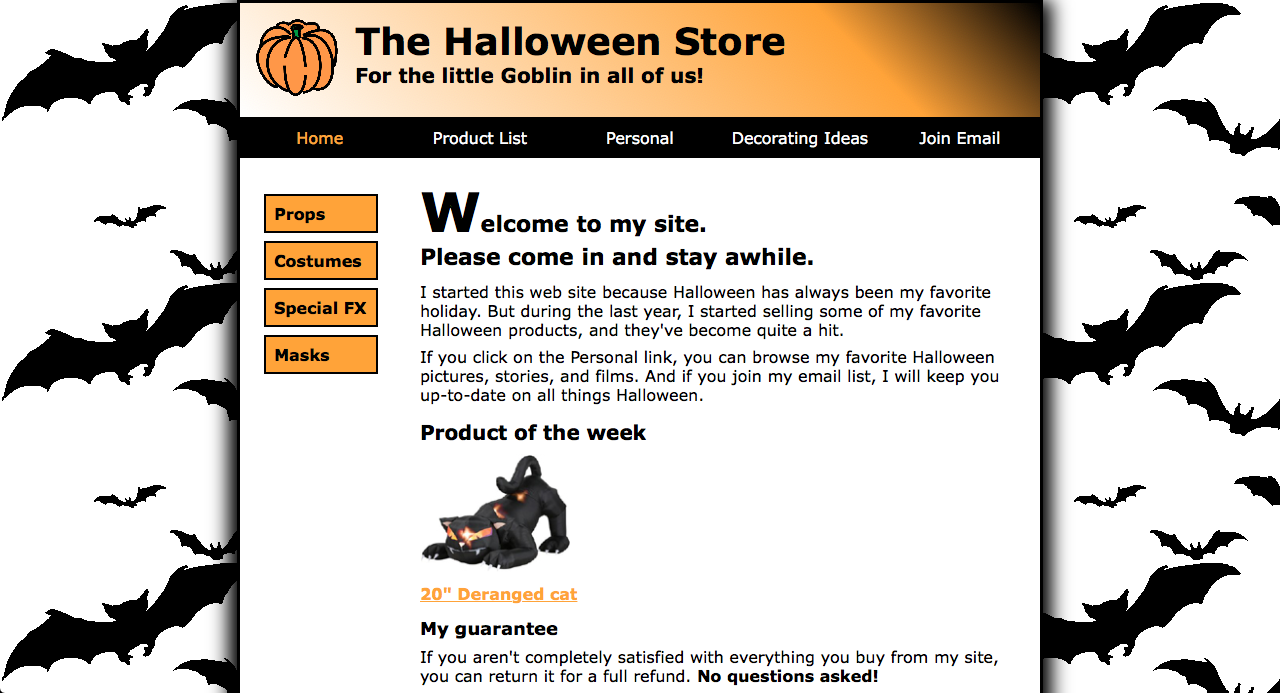 The Halloween Store
For the little Goblin in all of us!
Home Product List Personal Decorating Ideas Join Email
Props
Costumes
Special FX
Masks
Welcome to my site.
Please come in and stay awhile.
I started this web site because Halloween has always been my favorite
holiday. But during the last year, I started selling some of my favorite
Halloween products, and they've become quite a hit.
If you click on the Personal link, you can browse my favorite Halloween
pictures, stories, and films. And if you join my email list, I will keep you
up-to-date on all things Halloween.
Product of the week
20" Deranged cat
My guarantee
If you aren't completely satisfied with everything you buy from my site,
you can return it for a full refund. No questions asked!